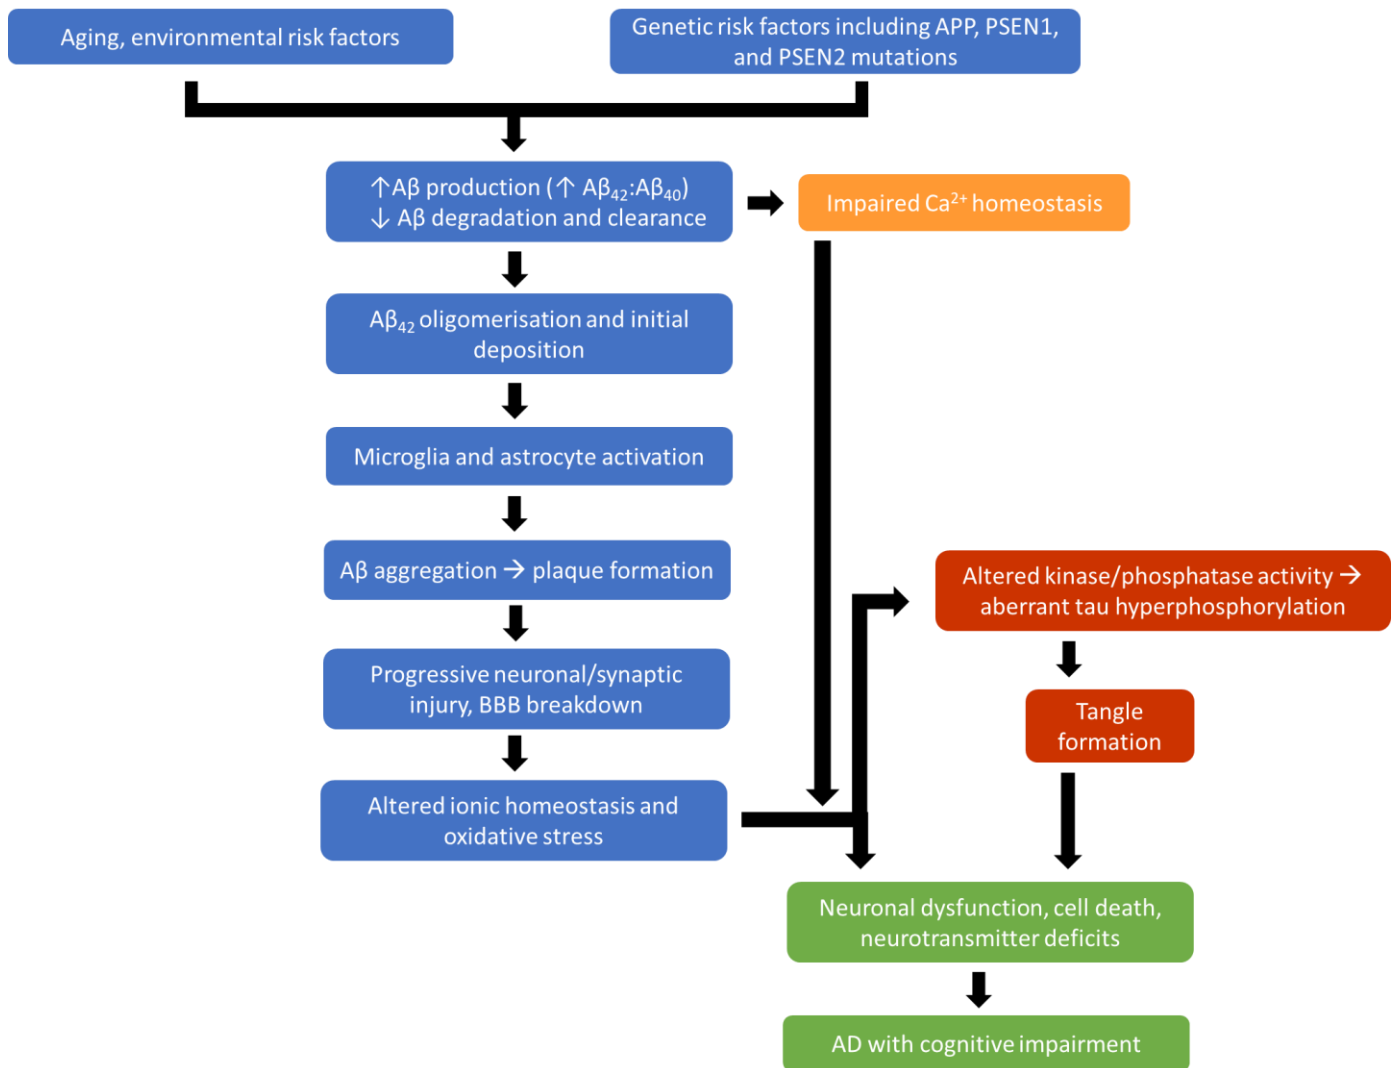 Aging, environmental risk factors
Genetic risk factors including APP, PSEN1,
and PSEN2 mutations
↑Aβ production (↑ Aβ₄₂:Aβ₄₀)
↓ Aβ degradation and clearance
Impaired Ca²⁺ homeostasis
Aβ₄₂ oligomerisation and initial
deposition
Microglia and astrocyte activation
Aβ aggregation → plaque formation
Altered kinase/phosphatase activity →
aberrant tau hyperphosphorylation
Progressive neuronal/synaptic
injury, BBB breakdown
Tangle
formation
Altered ionic homeostasis and
oxidative stress
Neuronal dysfunction, cell death,
neurotransmitter deficits
AD with cognitive impairment